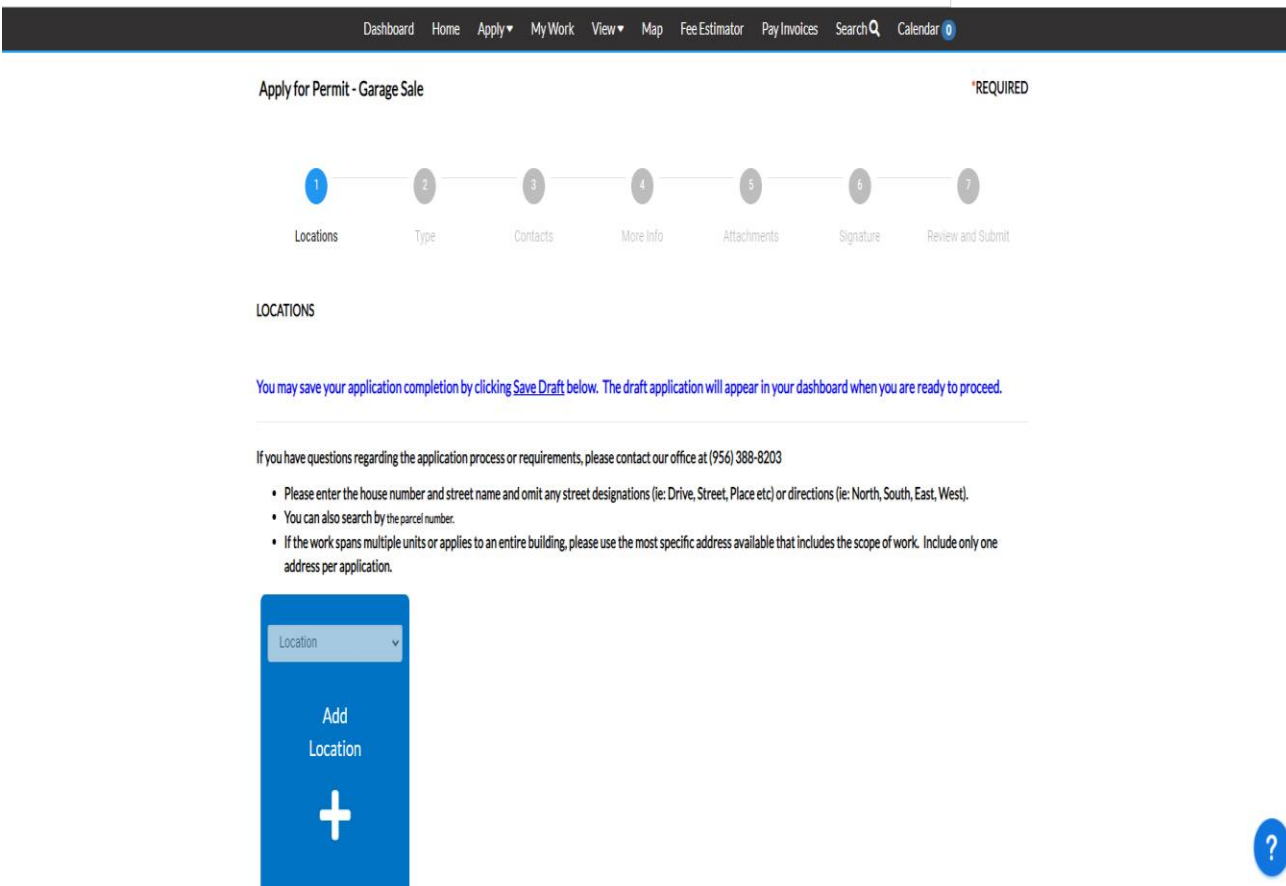 Dashboard Home Apply▾ My Work View▾ Map Fee Estimator Pay Invoices Search Calendar 0
Apply for Permit - Garage Sale *REQUIRED
1 2 3 4 5 6 7
Locations Type Contacts More Info Attachments Signature Review and Submit
LOCATIONS
You may save your application completion by clicking Save Draft below. The draft application will appear in your dashboard when you are ready to proceed.
If you have questions regarding the application process or requirements, please contact our office at (956) 388-8203
• Please enter the house number and street name and omit any street designations (ie: Drive, Street, Place etc) or directions (ie: North, South, East, West).
• You can also search by the parcel number.
• If the work spans multiple units or applies to an entire building, please use the most specific address available that includes the scope of work. Include only one
address per application.
Location
Add
Location
+
?